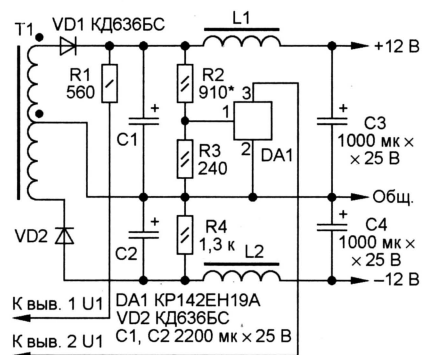 T1
VD1 КД636БС
L1
+12 В
R1
560
R2
910*
3
1
2
DA1
C1
+
C3
1000 мк ×
× 25 В
+
R3
240
Общ.
VD2
C2
+
R4
1,3 к
L2
C4
1000 мк ×
× 25 В
+
–12 В
К выв. 1 U1
DA1 КР142ЕН19А
VD2 КД636БС
C1, C2 2200 мк × 25 В
К выв. 2 U1